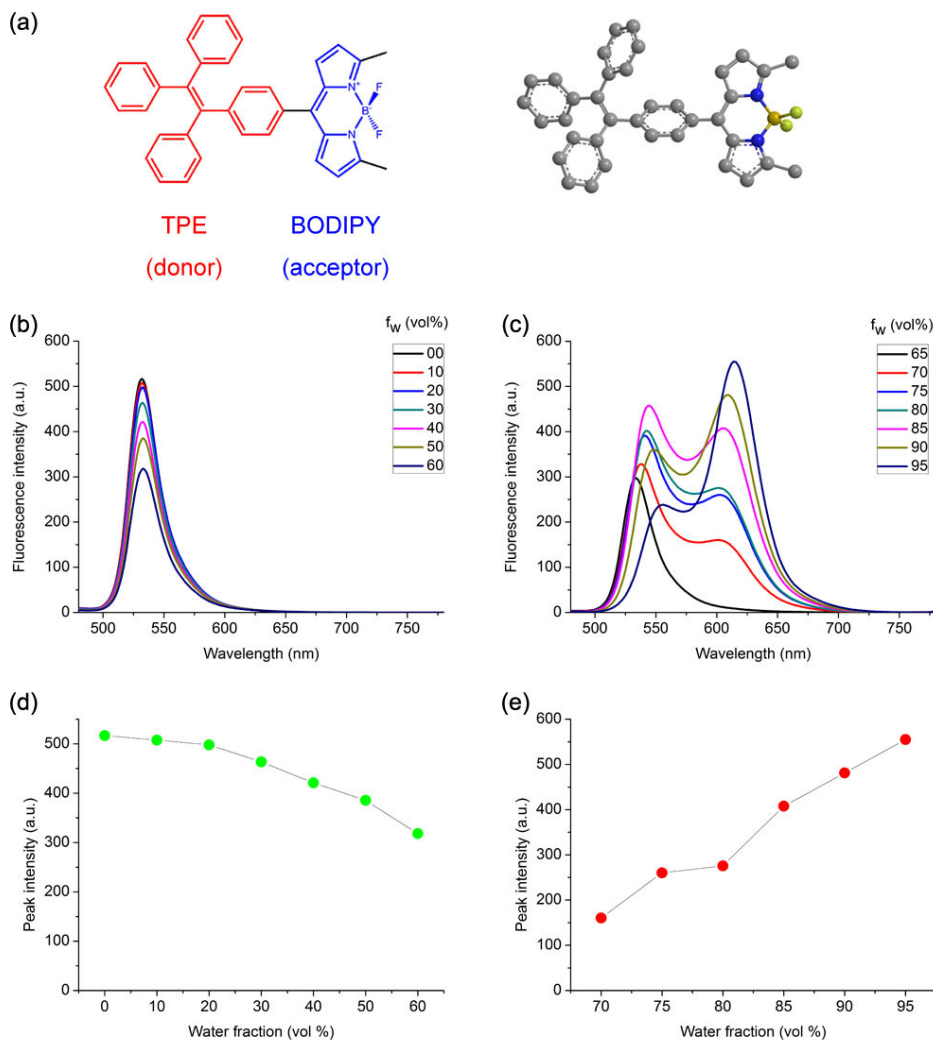 (a)
N⁺
B
F
F
N
TPE
BODIPY
(donor)
(acceptor)
(b)
fw (vol%)
00
10
20
30
40
50
60
Fluorescence intensity (a.u.)
600
500
400
300
200
100
0
500 550 600 650 700 750
Wavelength (nm)
(c)
fw (vol%)
65
70
75
80
85
90
95
Fluorescence intensity (a.u.)
600
500
400
300
200
100
0
500 550 600 650 700 750
Wavelength (nm)
(d)
Peak intensity (a.u.)
500
400
300
200
100
0
0 10 20 30 40 50 60
Water fraction (vol %)
(e)
Peak intensity (a.u.)
600
500
400
300
200
100
0
70 75 80 85 90 95
Water fraction (vol %)